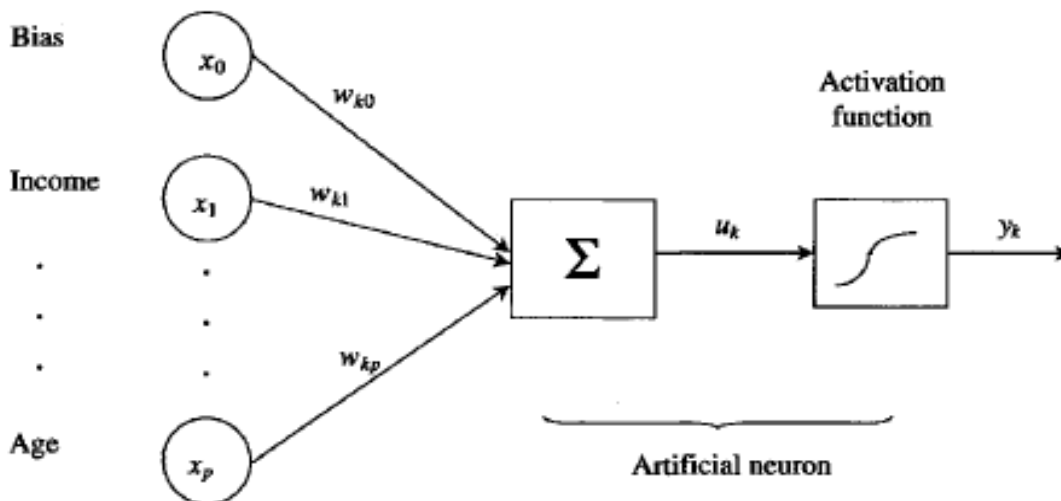 Bias
x0
wk0
Activation
function
Income
x1
wk1
Σ
uk
yk
wkp
Age
xp
Artificial neuron